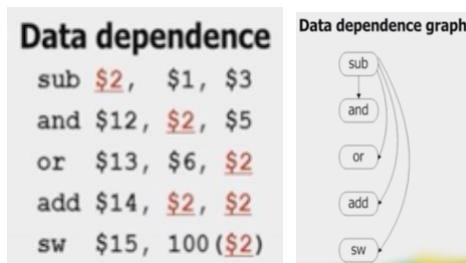 Data dependence
sub $2, $1, $3
and $12, $2, $5
or $13, $6, $2
add $14, $2, $2
sw $15, 100($2)
Data dependence graph
sub
and
or
add
sw